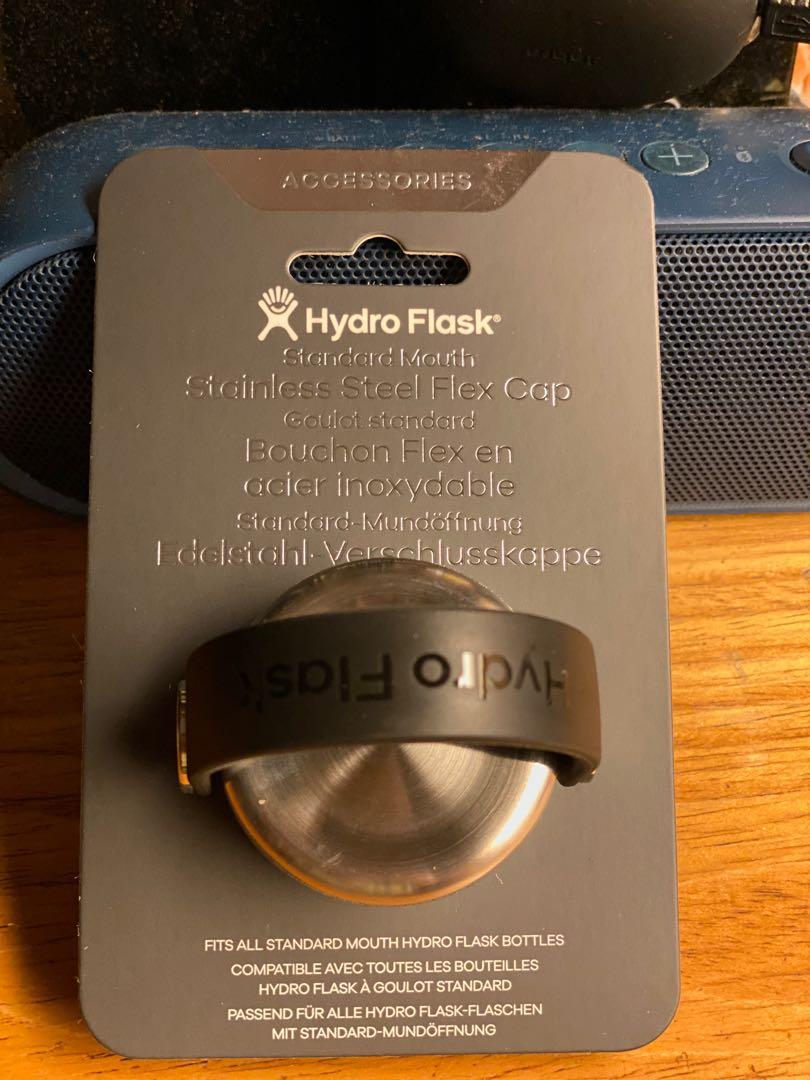 ACCESSORIES
Hydro Flask®
Standard Mouth
Stainless Steel Flex Cap
Goulot standard
Bouchon Flex en
acier inoxydable
Standard-Mundöffnung
Edelstahl-Verschlusskappe
Hydro Flask
FITS ALL STANDARD MOUTH HYDRO FLASK BOTTLES
COMPATIBLE AVEC TOUTES LES BOUTEILLES
HYDRO FLASK À GOULOT STANDARD
PASSEND FÜR ALLE HYDRO FLASK-FLASCHEN
MIT STANDARD-MUNDÖFFNUNG